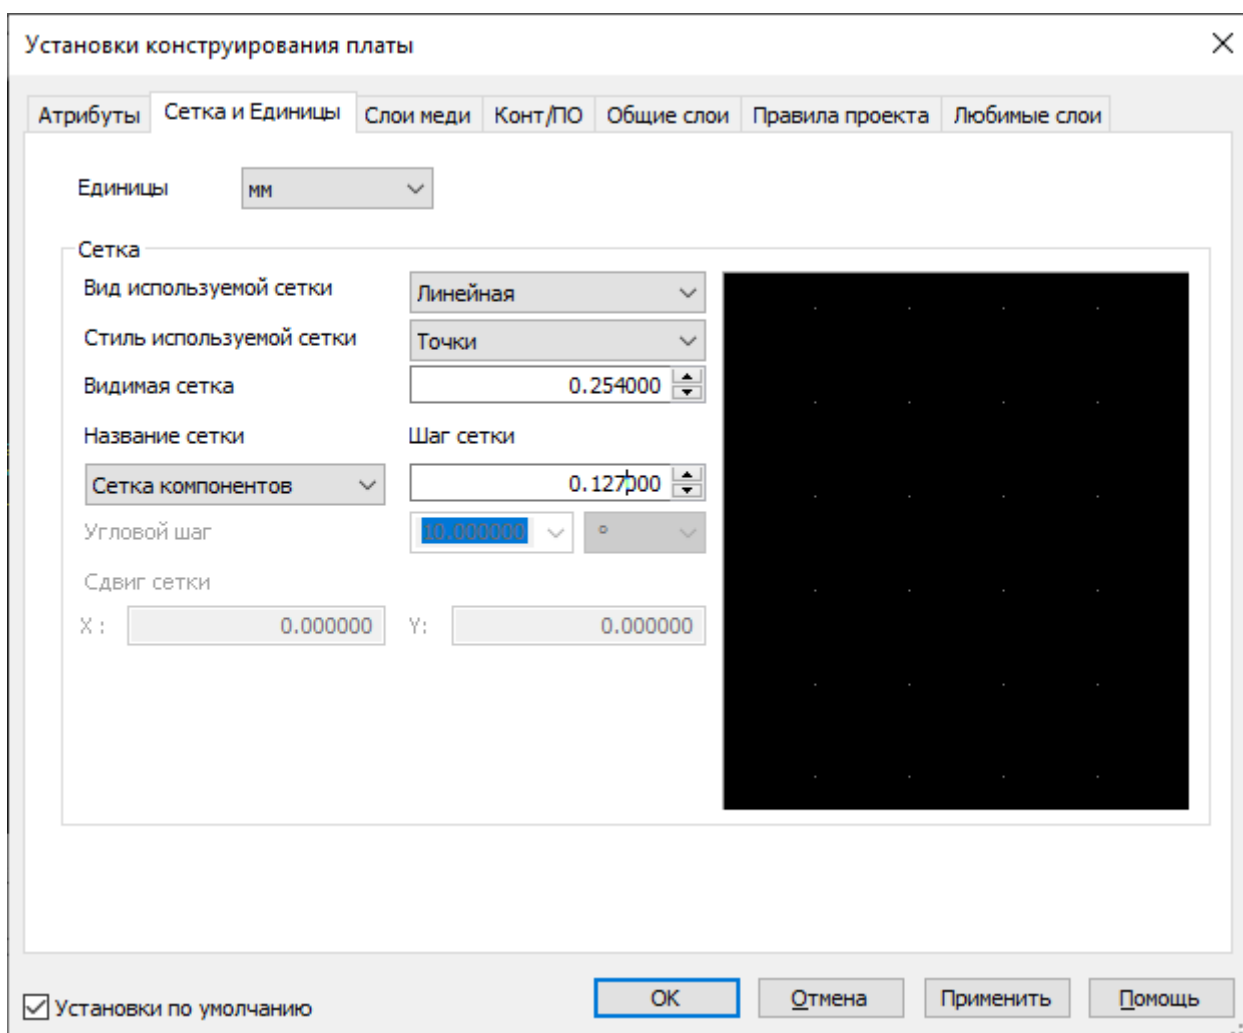 Установки конструирования платы
Атрибуты Сетка и Единицы Слои меди Конт/ПО Общие слои Правила проекта Любимые слои
Единицы мм
Сетка
Вид используемой сетки Линейная
Стиль используемой сетки Точки
Видимая сетка 0.254000
Название сетки Шаг сетки
Сетка компонентов 0.127000
Угловой шаг 10.000000 °
Сдвиг сетки
X: 0.000000 Y: 0.000000
Установки по умолчанию OK Отмена Применить Помощь